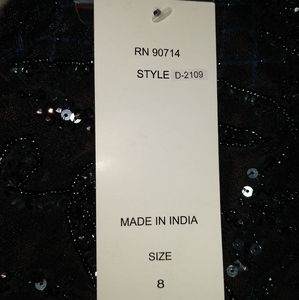 RN 90714
STYLE D-2109
MADE IN INDIA
SIZE
8